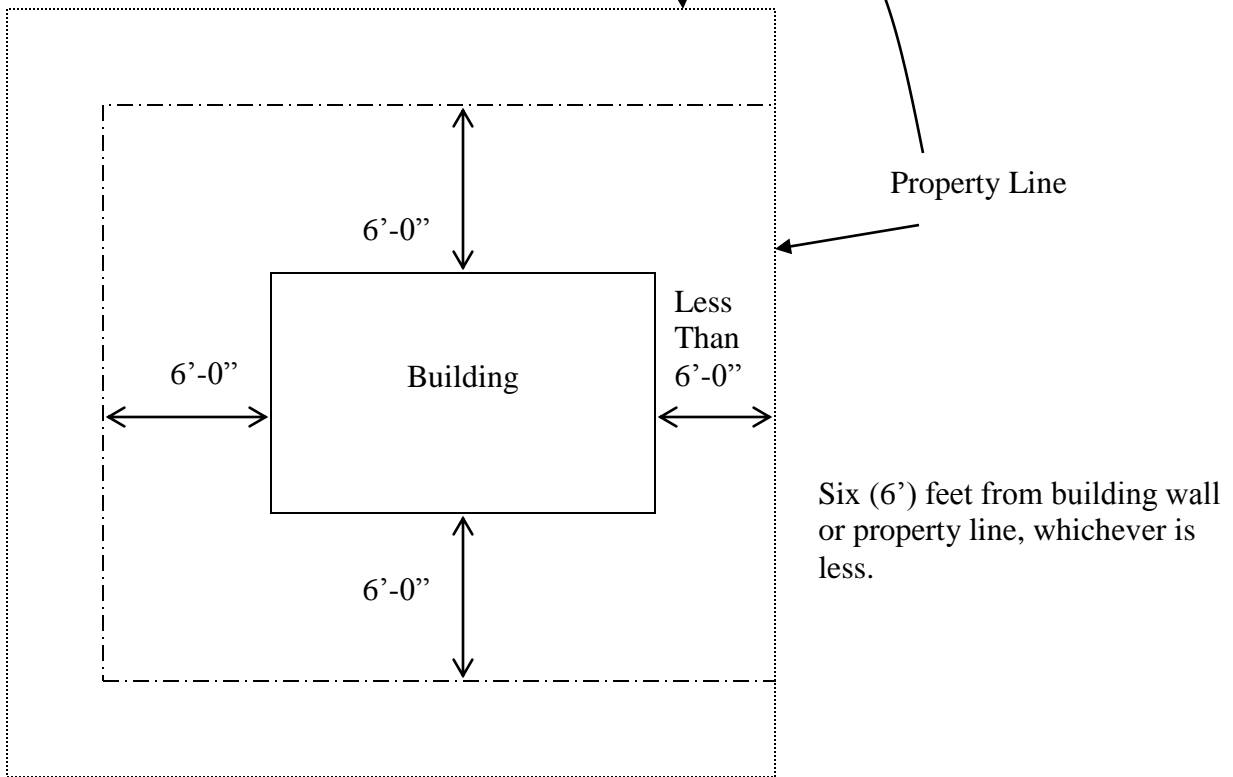 Property Line
6’-0”
Less
Than
6’-0”
6’-0”
Building
Six (6’) feet from building wall
or property line, whichever is
less.
6’-0”